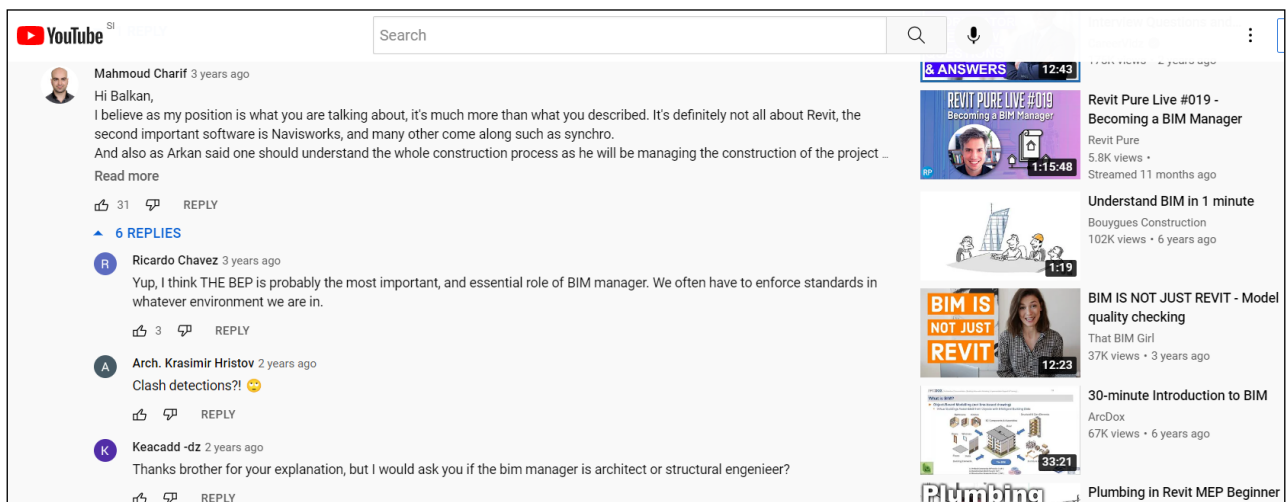 YouTube SI
Search
Mahmoud Charif 3 years ago
Hi Balkan,
I believe as my position is what you are talking about, it's much more than what you described. It's definitely not all about Revit, the
second important software is Navisworks, and many other come along such as synchro.
And also as Arkan said one should understand the whole construction process as he will be managing the construction of the project ...
Read more
31 REPLY
6 REPLIES
R
Ricardo Chavez 3 years ago
Yup, I think THE BEP is probably the most important, and essential role of BIM manager. We often have to enforce standards in
whatever environment we are in.
3 REPLY
A
Arch. Krasimir Hristov 2 years ago
Clash detections?! 🙄
REPLY
K
Keacadd -dz 2 years ago
Thanks brother for your explanation, but I would ask you if the bim manager is architect or structural engenieer?
REPLY
& ANSWERS
12:43
REVIT PURE LIVE #019
Becoming a BIM Manager
RP
1:15:48
Revit Pure Live #019 -
Becoming a BIM Manager
Revit Pure
5.8K views •
Streamed 11 months ago
1:19
Understand BIM in 1 minute
Bouygues Construction
102K views • 6 years ago
BIM IS
NOT JUST
REVIT
12:23
BIM IS NOT JUST REVIT - Model
quality checking
That BIM Girl
37K views • 3 years ago
What is BIM?
33:21
30-minute Introduction to BIM
ArcDox
67K views • 6 years ago
Plumbing
Plumbing in Revit MEP Beginner